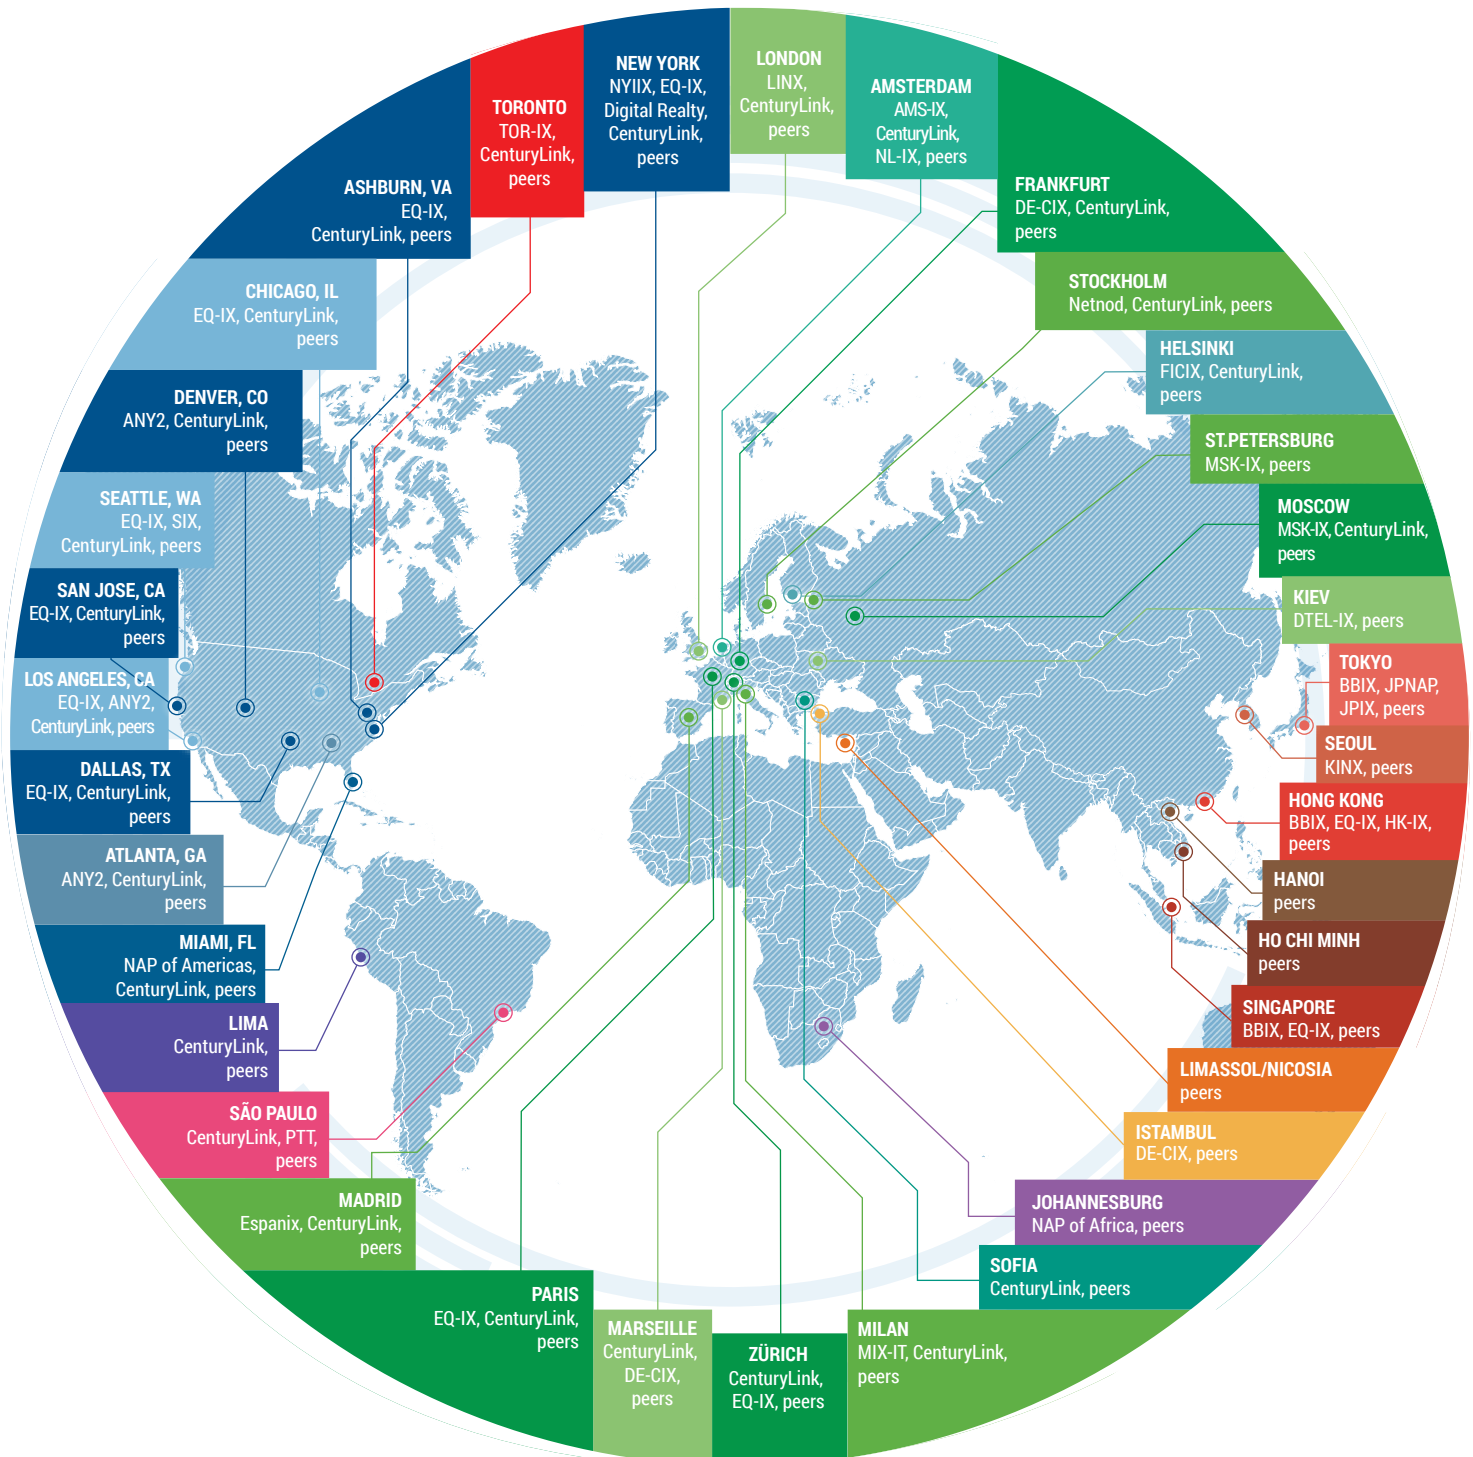 NEW YORK
NYIIX, EQ-IX,
Digital Realty,
CenturyLink,
peers
LONDON
LINX,
CenturyLink,
peers
AMSTERDAM
AMS-IX,
CenturyLink,
NL-IX, peers
FRANKFURT
DE-CIX, CenturyLink,
peers
STOCKHOLM
Netnod, CenturyLink, peers
HELSINKI
FICIX, CenturyLink,
peers
ST.PETERSBURG
MSK-IX, peers
MOSCOW
MSK-IX, CenturyLink,
peers
KIEV
DTEL-IX, peers
TOKYO
BBIX, JPNAP,
JPIX, peers
SEOUL
KINX, peers
HONG KONG
BBIX, EQ-IX, HK-IX,
peers
HANOI
peers
HO CHI MINH
peers
SINGAPORE
BBIX, EQ-IX, peers
LIMASSOL/NICOSIA
peers
ISTAMBUL
DE-CIX, peers
JOHANNESBURG
NAP of Africa, peers
SOFIA
CenturyLink, peers
MILAN
MIX-IT, CenturyLink,
peers
ZÜRICH
CenturyLink,
EQ-IX, peers
MARSEILLE
CenturyLink,
DE-CIX,
peers
PARIS
EQ-IX, CenturyLink,
peers
MADRID
Espanix, CenturyLink,
peers
SÃO PAULO
CenturyLink, PTT,
peers
LIMA
CenturyLink,
peers
MIAMI, FL
NAP of Americas,
CenturyLink, peers
ATLANTA, GA
ANY2, CenturyLink,
peers
DALLAS, TX
EQ-IX, CenturyLink,
peers
LOS ANGELES, CA
EQ-IX, ANY2,
CenturyLink, peers
SAN JOSE, CA
EQ-IX, CenturyLink,
peers
SEATTLE, WA
EQ-IX, SIX,
CenturyLink, peers
DENVER, CO
ANY2, CenturyLink,
peers
CHICAGO, IL
EQ-IX, CenturyLink,
peers
ASHBURN, VA
EQ-IX,
CenturyLink, peers
TORONTO
TOR-IX,
CenturyLink,
peers